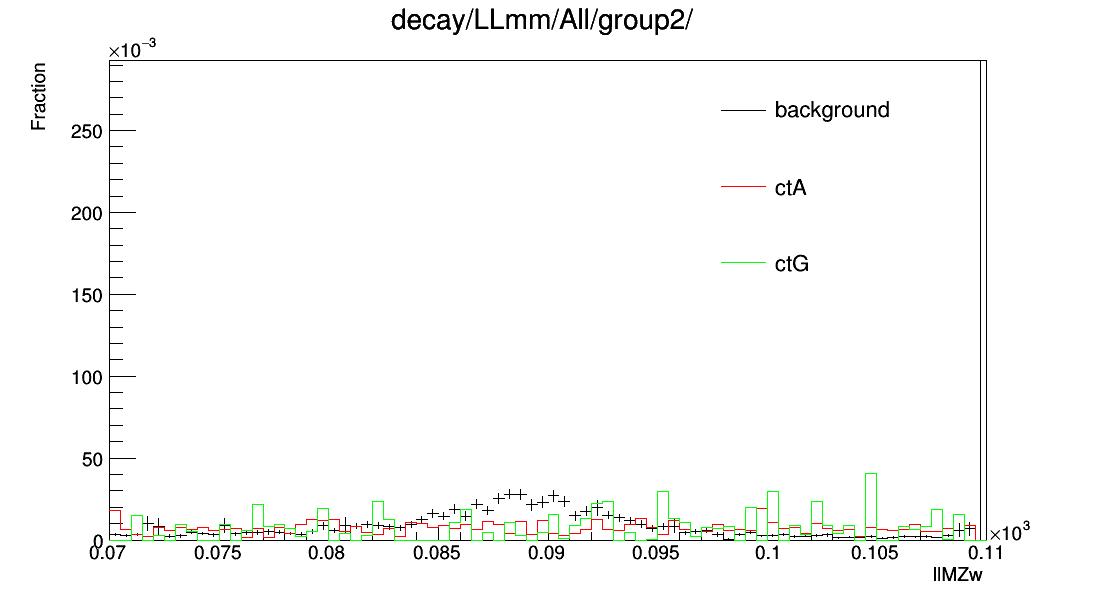 decay/LLmm/All/group2/
×10⁻³
Fraction
250
200
150
100
50
0
background
ctA
ctG
0.07 0.075 0.08 0.085 0.09 0.095 0.1 0.105 0.11
×10³
llMZw